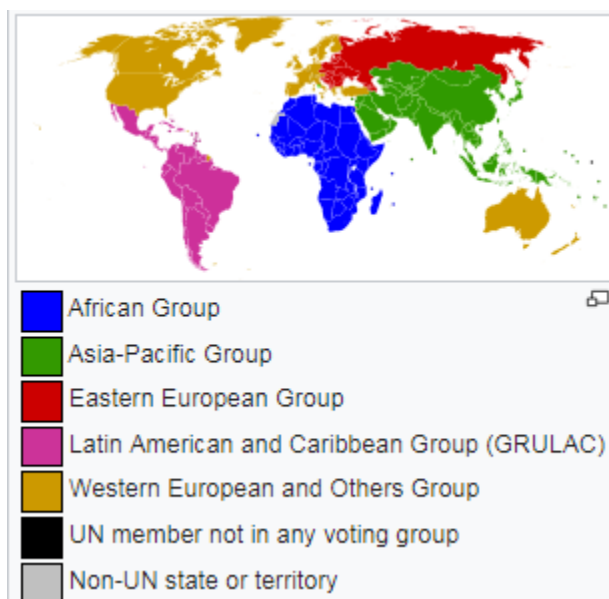 African Group
Asia-Pacific Group
Eastern European Group
Latin American and Caribbean Group (GRULAC)
Western European and Others Group
UN member not in any voting group
Non-UN state or territory